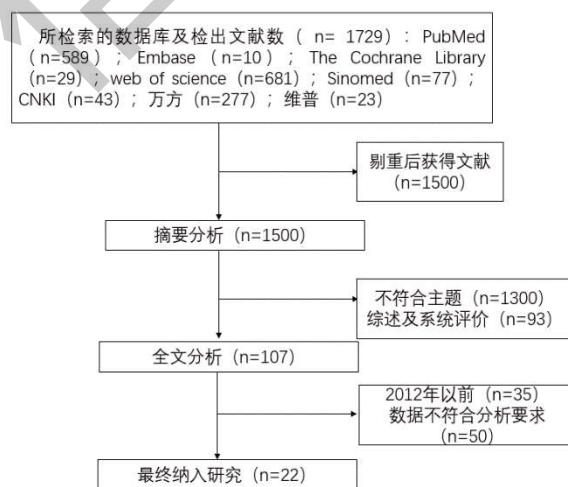 所检索的数据库及检出文献数（ n= 1729）：PubMed
（n=589）；Embase（n=10）；The Cochrane Library
（n=29）；web of science（n=681）；Sinomed（n=77）；
CNKI（n=43）；万方（n=277）；维普（n=23）
剔重后获得文献
（n=1500）
摘要分析（n=1500）
不符合主题（n=1300）
综述及系统评价（n=93）
全文分析（n=107）
2012年以前（n=35）
数据不符合分析要求
（n=50）
最终纳入研究（n=22）